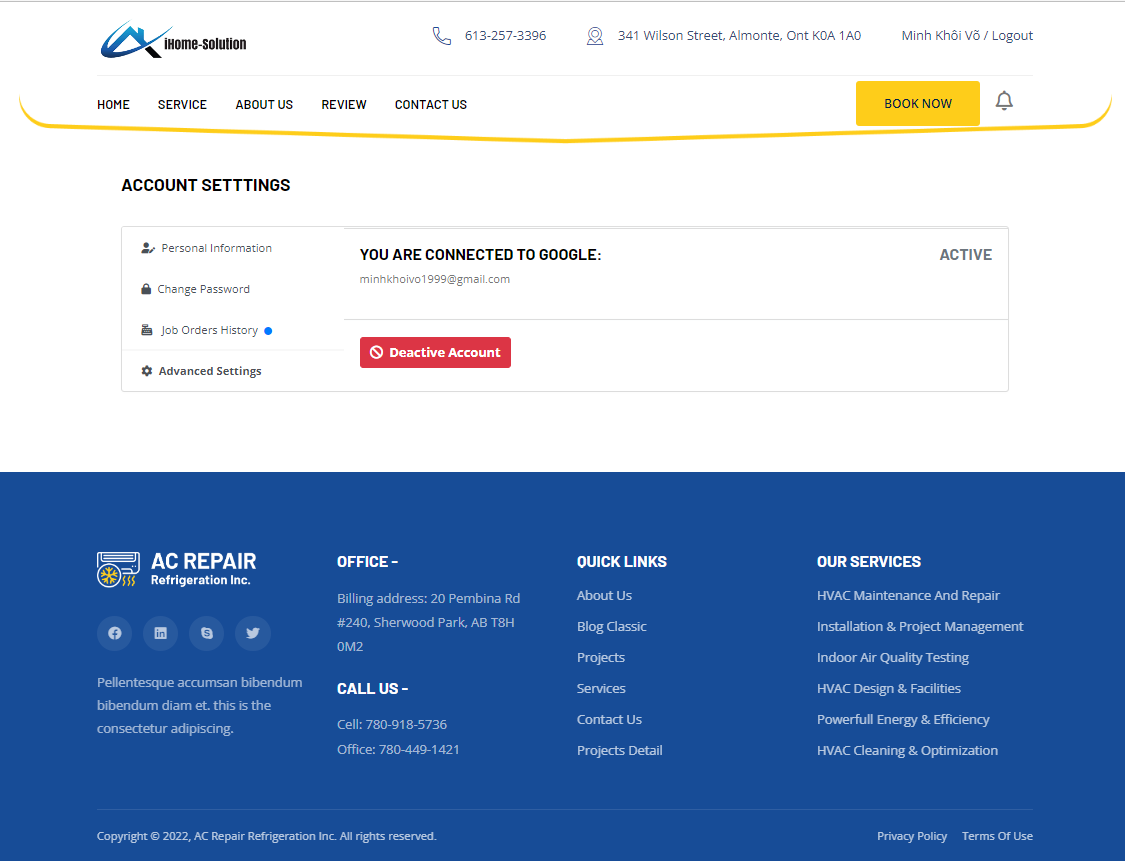 iHome-solution
613-257-3396
341 Wilson Street, Almonte, Ont K0A 1A0
Minh Khôi Võ / Logout
HOME SERVICE ABOUT US REVIEW CONTACT US
BOOK NOW
ACCOUNT SETTTINGS
Personal Information
Change Password
Job Orders History
Advanced Settings
YOU ARE CONNECTED TO GOOGLE:
ACTIVE
minhkhoivo1999@gmail.com
Deactive Account
AC REPAIR
Refrigeration Inc.
Pellentesque accumsan bibendum
bibendum diam et. this is the
consectetur adipiscing.
OFFICE –
Billing address: 20 Pembina Rd
#240, Sherwood Park, AB T8H
0M2
CALL US –
Cell: 780-918-5736
Office: 780-449-1421
QUICK LINKS
About Us
Blog Classic
Projects
Services
Contact Us
Projects Detail
OUR SERVICES
HVAC Maintenance And Repair
Installation & Project Management
Indoor Air Quality Testing
HVAC Design & Facilities
Powerfull Energy & Efficiency
HVAC Cleaning & Optimization
Copyright © 2022, AC Repair Refrigeration Inc. All rights reserved.
Privacy Policy Terms Of Use